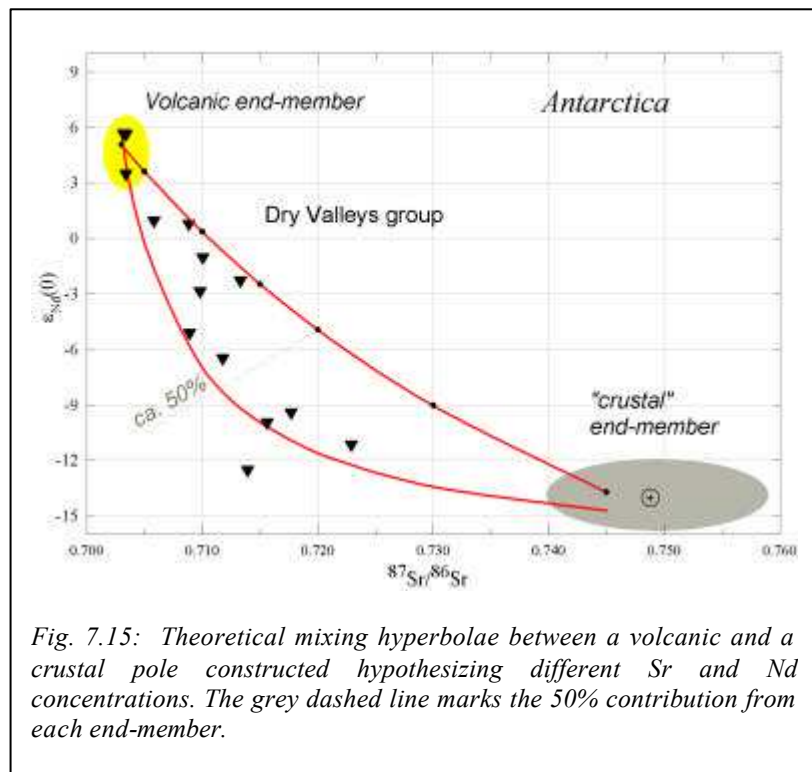 9
6
3
0
-3
-6
-9
-12
-15
εNd(0)
Volcanic end-member
Antarctica
Dry Valleys group
ca. 50%
"crustal"
end-member
0.700 0.710 0.720 0.730 0.740 0.750 0.760
87Sr/86Sr
Fig. 7.15: Theoretical mixing hyperbolae between a volcanic and a
crustal pole constructed hypothesizing different Sr and Nd
concentrations. The grey dashed line marks the 50% contribution from
each end-member.